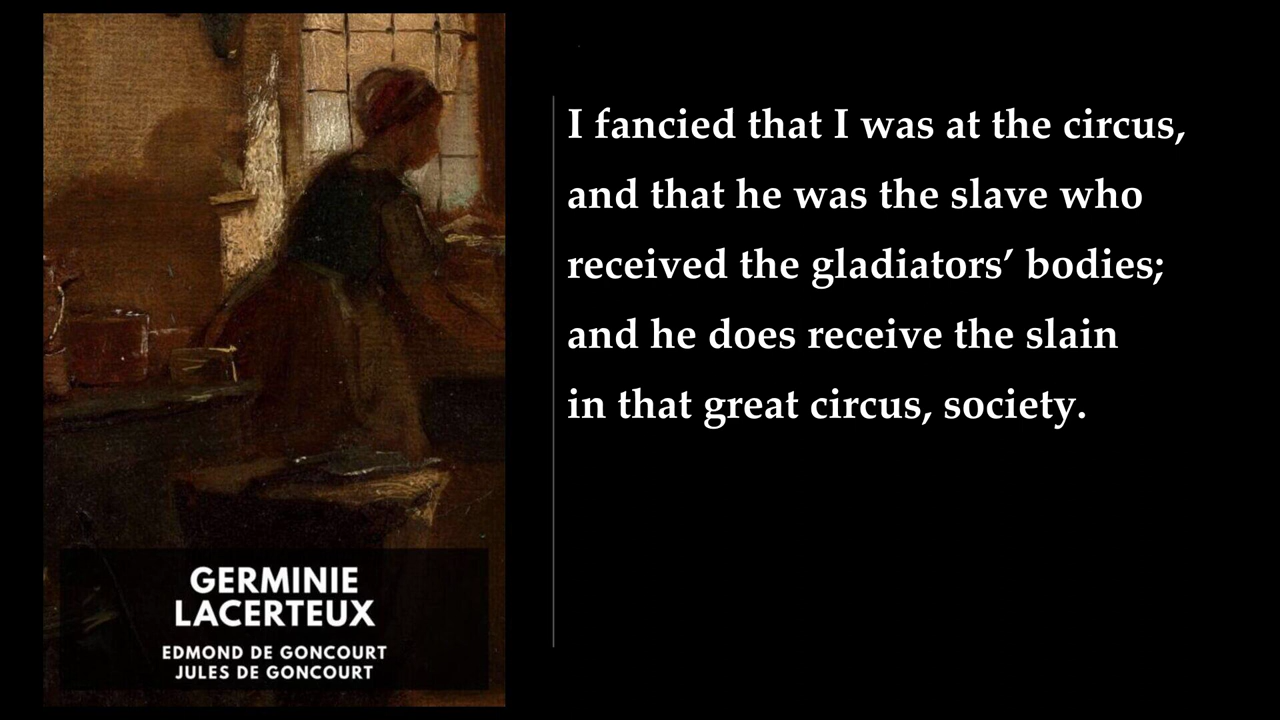 I fancied that I was at the circus,
and that he was the slave who
received the gladiators’ bodies;
and he does receive the slain
in that great circus, society.
GERMINIE
LACERTEUX
EDMOND DE GONCOURT
JULES DE GONCOURT